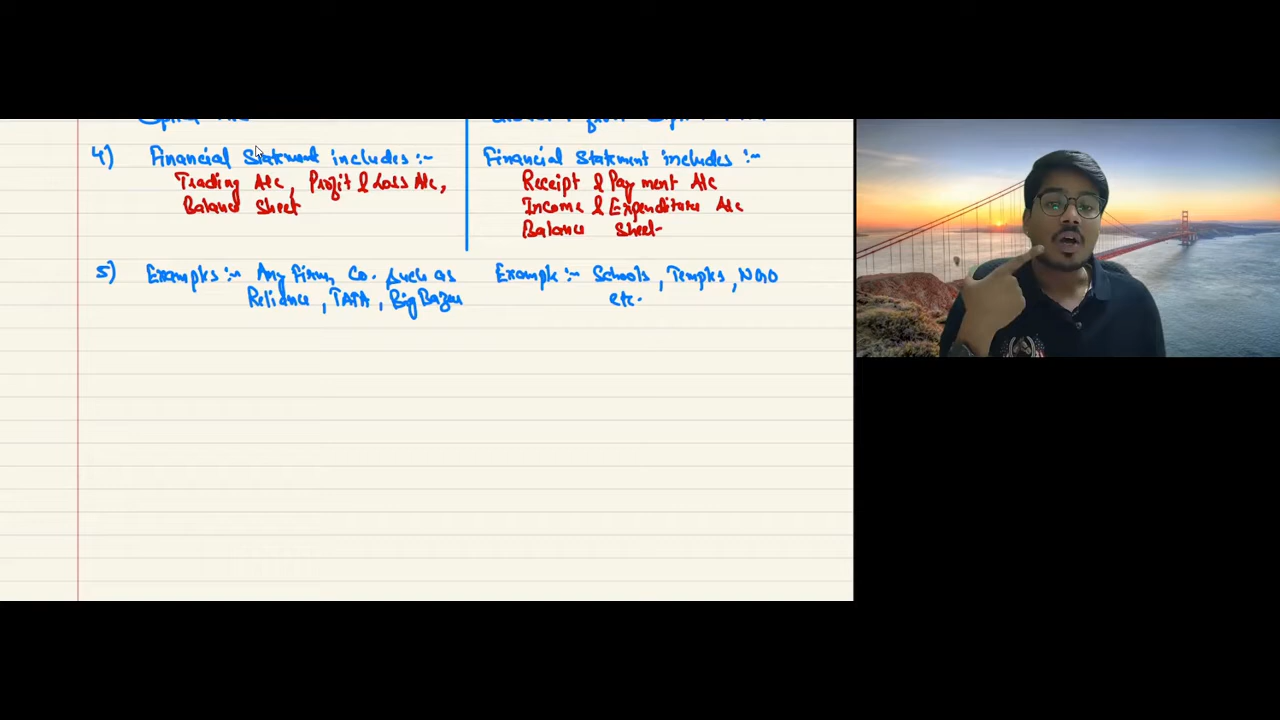 4) Financial Statement includes :-
Trading A/c, Profit & Loss A/c,
Balance Sheet
Financial Statement includes :-
Receipt & Payment A/c
Income & Expenditure A/c
Balance Sheet
5) Examples :- Any Firm, Co. such as
Reliance, TATA, Big Bazar
Example :- Schools, Temples, NGO
etc.